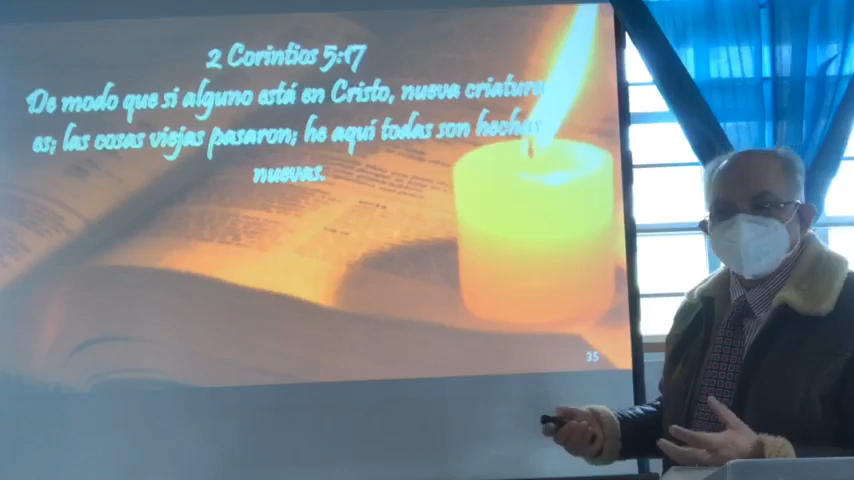 2 Corintios 5:17
De modo que si alguno está en Cristo, nueva criatura
es; las cosas viejas pasaron; he aquí todas son hechas
nuevas.
35